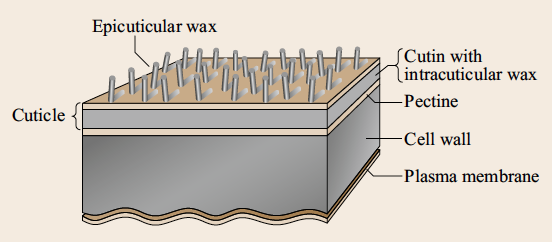 Epicuticular wax
Cutin with
intracuticular wax
Pectine
Cuticle
Cell wall
Plasma membrane